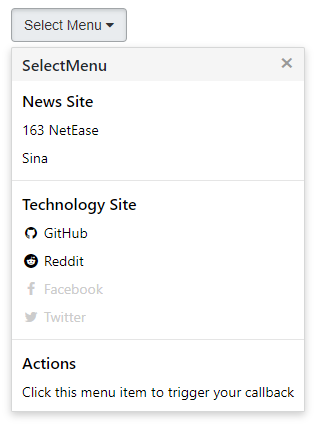 Select Menu
SelectMenu
News Site
163 NetEase
Sina
Technology Site
GitHub
Reddit
Facebook
Twitter
Actions
Click this menu item to trigger your callback